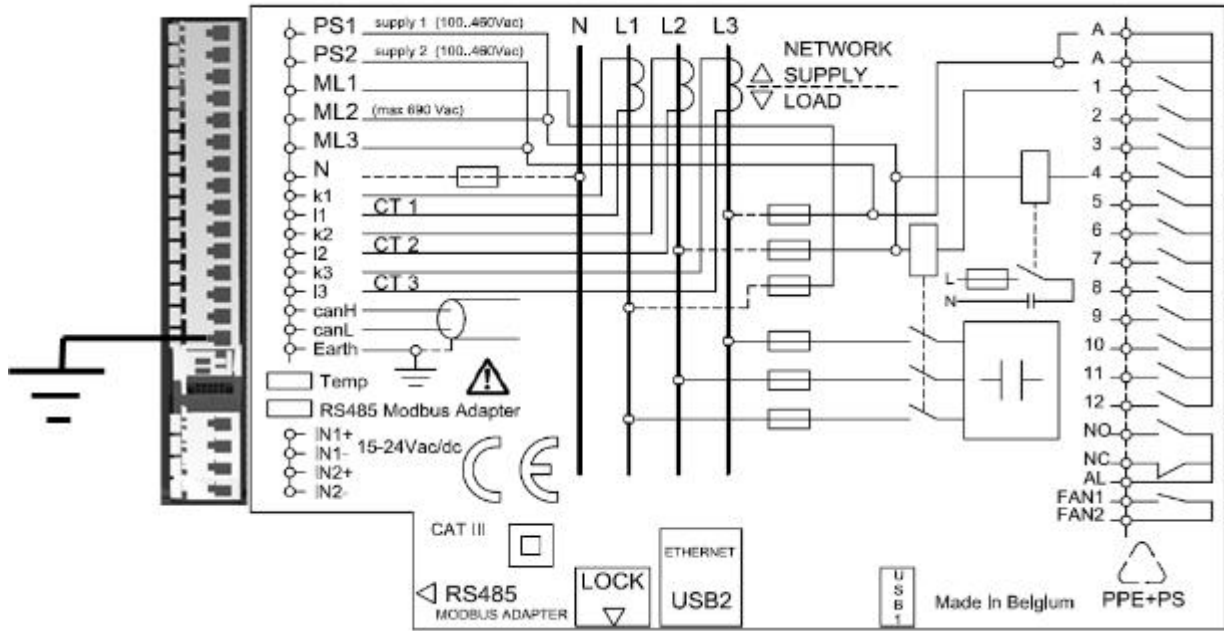 PS1 supply 1 (100..460Vac)
PS2 supply 2 (100..460Vac)
ML1
ML2 (max 690 Vac)
ML3
N
k1
l1 CT 1
k2
l2 CT 2
k3
l3 CT 3
canH
canL
Earth
Temp
RS485 Modbus Adapter
IN1+
IN1- 15-24Vac/dc
IN2+
IN2-
CE
CAT III
RS485
MODBUS ADAPTER
LOCK
ETHERNET
USB2
N L1 L2 L3
NETWORK
SUPPLY
LOAD
L
N
A
A
1
2
3
4
5
6
7
8
9
10
11
12
NO
NC
AL
FAN1
FAN2
USB1
Made in Belgium
PPE+PS